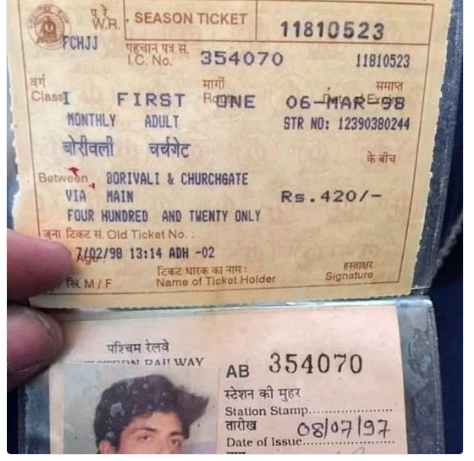 प रे
W.R. SEASON TICKET 11810523
FCHJJ
पहचान पत्र सं.
I.C. No. 354070 11810523
वर्ग मार्ग समाप्त
Class I FIRST ONE 06-MAR-98
MONTHLY ADULT STR NO: 12390380244
बोरीवली चर्चगेट
के बीच
Between BORIVALI & CHURCHGATE
VIA MAIN Rs.420/-
FOUR HUNDRED AND TWENTY ONLY
जुना टिकट सं. Old Ticket No. :
7/02/98 13:14 ADH -02
टिकट धारक का नाम : हस्ताक्षर
M / F Name of Ticket Holder Signature
पश्चिम रेलवे
WESTERN RAILWAY
AB 354070
स्टेशन की मुहर
Station Stamp
तारीख
Date of Issue 08/07/97